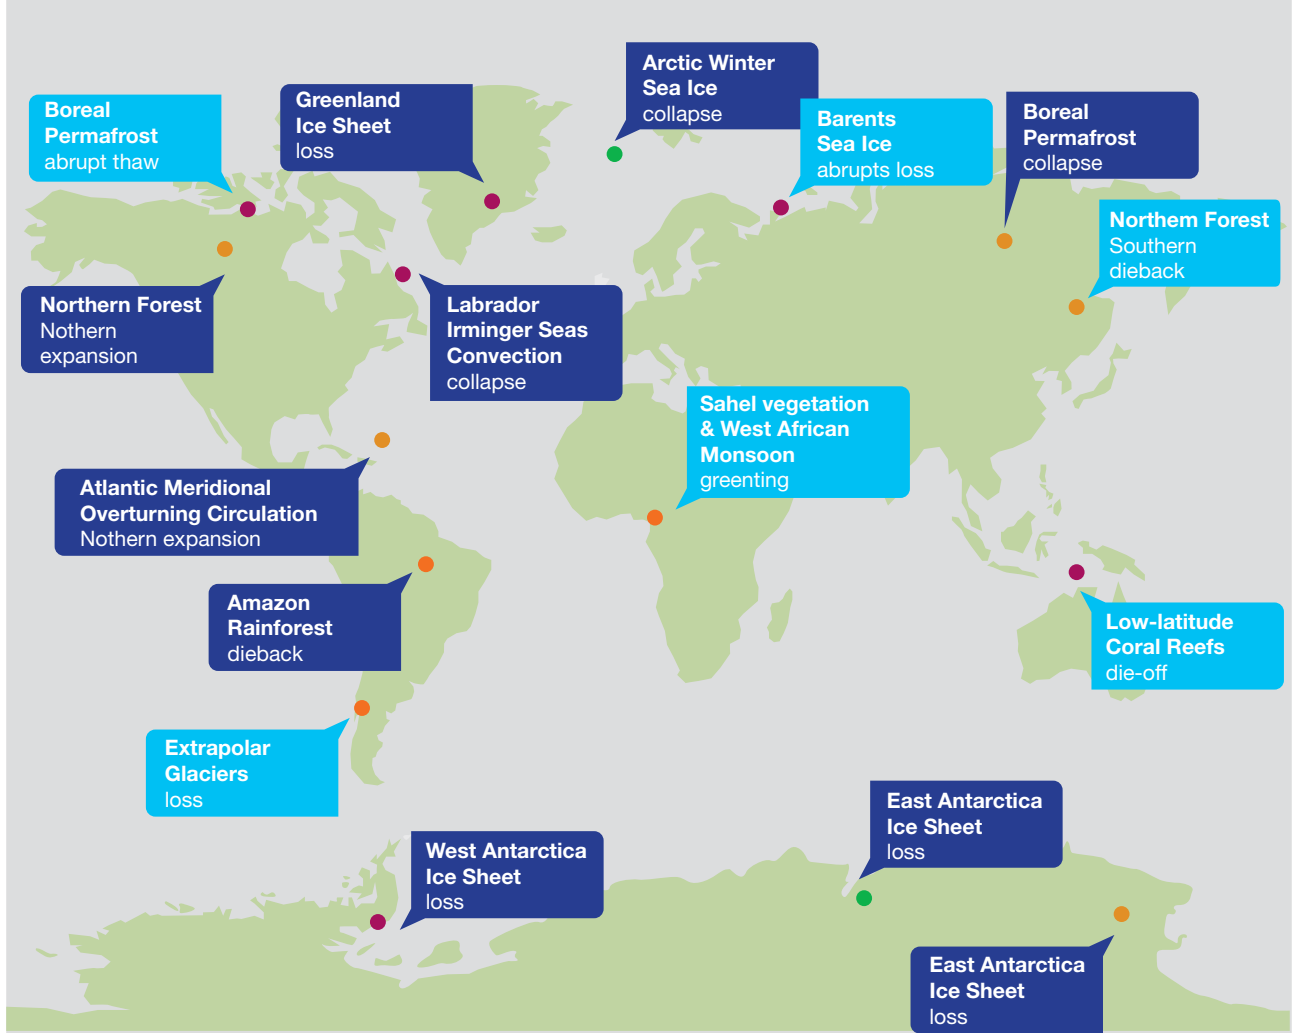 Arctic Winter
Sea Ice
collapse
Greenland
Ice Sheet
loss
Boreal
Permafrost
abrupt thaw
Barents
Sea Ice
abrupts loss
Boreal
Permafrost
collapse
Northem Forest
Southern
dieback
Northern Forest
Nothern
expansion
Labrador
Irminger Seas
Convection
collapse
Sahel vegetation
& West African
Monsoon
greenting
Atlantic Meridional
Overturning Circulation
Nothern expansion
Amazon
Rainforest
dieback
Low-latitude
Coral Reefs
die-off
Extrapolar
Glaciers
loss
East Antarctica
Ice Sheet
loss
West Antarctica
Ice Sheet
loss
East Antarctica
Ice Sheet
loss